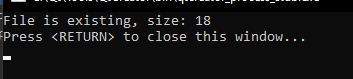 File is existing, size: 18
Press <RETURN> to close this window...